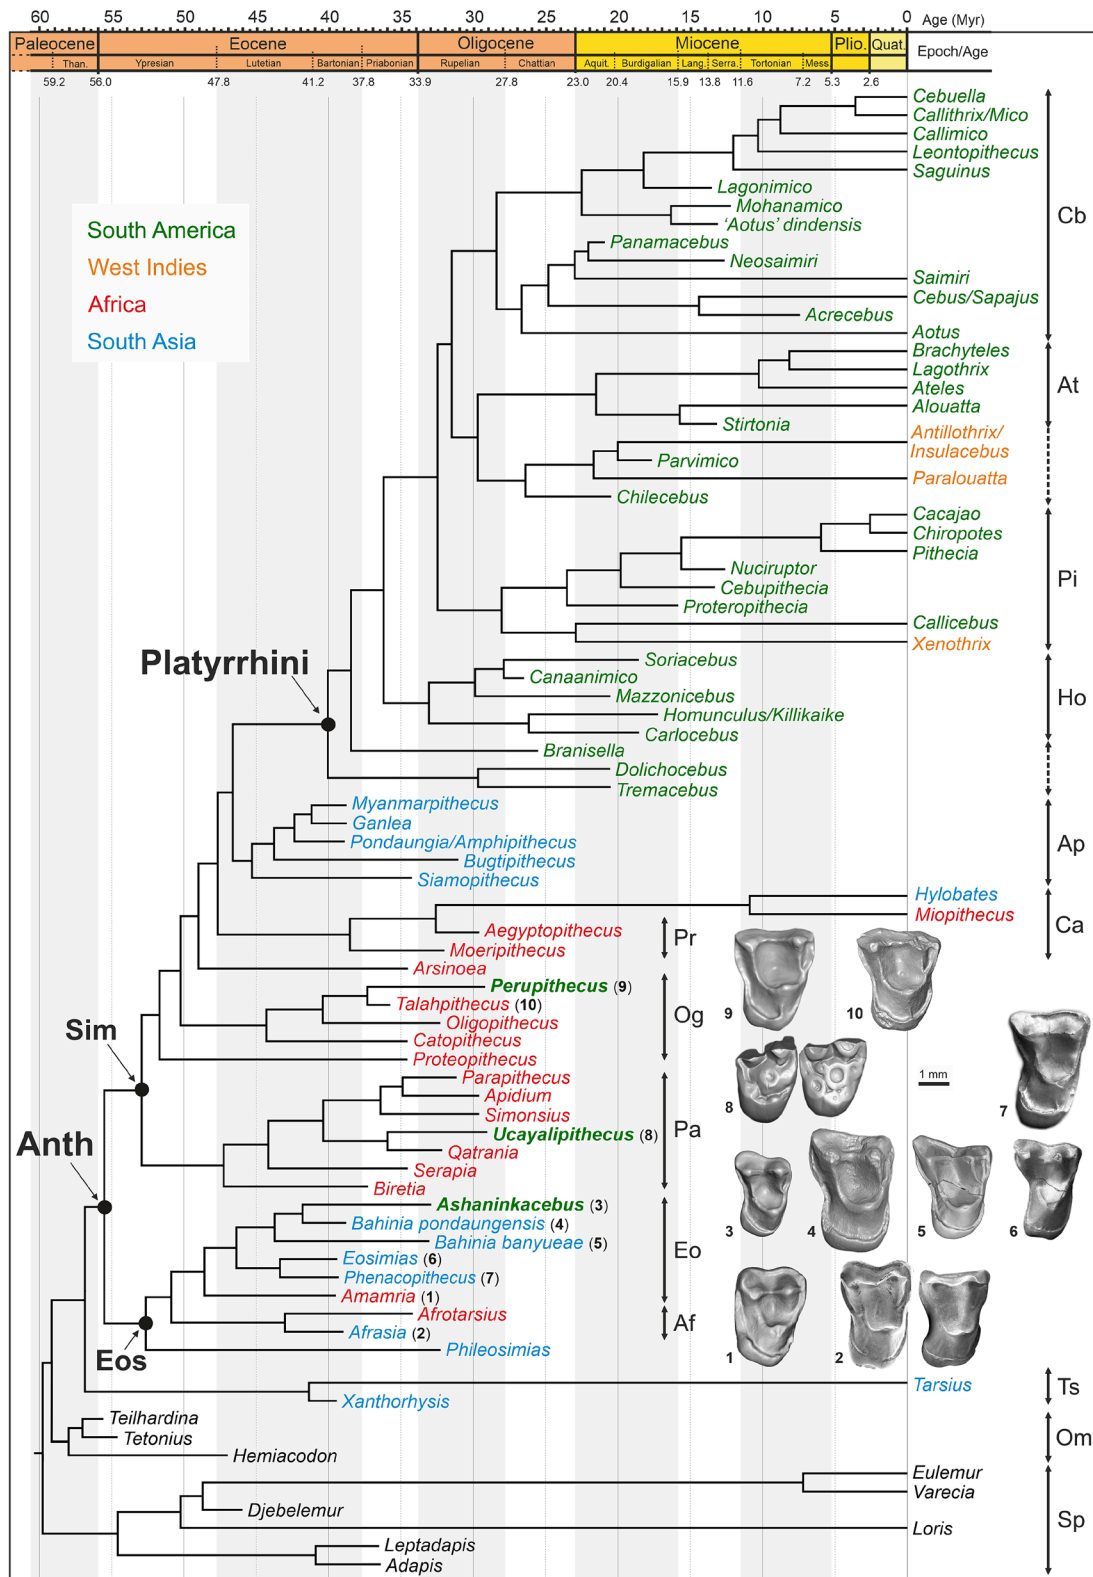 60 55 50 45 40 35 30 25 20 15 10 5 0 Age (Myr)
Paleocene Eocene Oligocene Miocene Plio. Quat. Epoch/Age
Than. Ypresian Lutetian Bartonian Priabonian Rupelian Chattian Aquit. Burdigalian Lang. Serra. Tortonian Mess.
59.2 56.0 47.8 41.2 37.8 33.9 27.8 23.0 20.4 15.9 13.8 11.6 7.2 5.3 2.6
Cebuella
Callithrix/Mico
Callimico
Leontopithecus
Saguinus
Lagonimico
Mohanamico
‘Aotus’ dindensis
Cb
South America
West Indies
Africa
South Asia
Panamacebus
Neosaimiri
Saimiri
Cebus/Sapajus
Acrecebus
Aotus
Brachyteles
Lagothrix
At
Ateles
Alouatta
Stirtonia
Antillothrix/
Insulacebus
Parvimico
Paralouatta
Chilecebus
Cacajao
Chiropotes
Pithecia
Nuciruptor
Pi
Cebupithecia
Proteropithecia
Callicebus
Xenothrix
Platyrrhini
Soriacebus
Canaanimico
Mazzonicebus
Ho
Homunculus/Killikaike
Carlocebus
Branisella
Dolichocebus
Tremacebus
Myanmarpithecus
Ganlea
Pondaungia/Amphipithecus
Ap
Bugtipithecus
Siamopithecus
Hylobates
Miopithecus
Ca
Aegyptopithecus
Pr
Moeripithecus
Arsinoea
Perupithecus (9)
Talahpithecus (10)
Og
9 10
Oligopithecus
Catopithecus
Proteopithecus
Sim
Parapithecus
Apidium
1 mm
Simonsius
8
7
Ucayalipithecus (8)
Pa
Anth
Qatrania
Serapia
Biretia
Ashaninkacebus (3)
Bahinia pondaungensis (4)
3 4 5 6
Bahinia banyueae (5)
Eo
Eosimias (6)
Phenacopithecus (7)
Amamria (1)
Afrotarsius
Af
Afrasia (2)
Phileosimias
Eos
1 2
Tarsius
Ts
Xanthorhysis
Teilhardina
Tetonius
Om
Hemiacodon
Eulemur
Varecia
Djebelemur
Sp
Loris
Leptadapis
Adapis